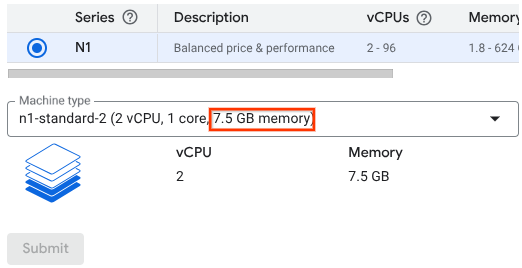 Series Description vCPUs Memory
N1 Balanced price & performance 2 - 96 1.8 - 624
Machine type
n1-standard-2 (2 vCPU, 1 core, 7.5 GB memory)
vCPU Memory
2 7.5 GB
Submit